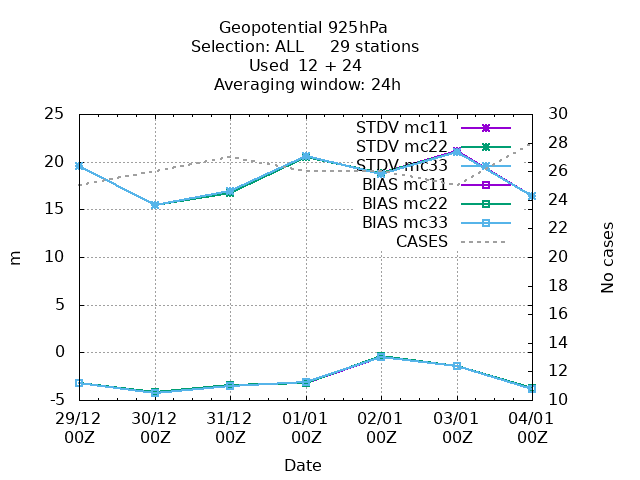 Geopotential 925hPa
Selection: ALL 29 stations
Used 12 + 24
Averaging window: 24h
25
20
15
10
5
0
-5
m
30
28
26
24
22
20
18
16
14
12
10
No cases
STDV mc11
STDV mc22
STDV mc33
BIAS mc11
BIAS mc22
BIAS mc33
CASES
29/12 30/12 31/12 01/01 02/01 03/01 04/01
00Z 00Z 00Z 00Z 00Z 00Z 00Z
Date